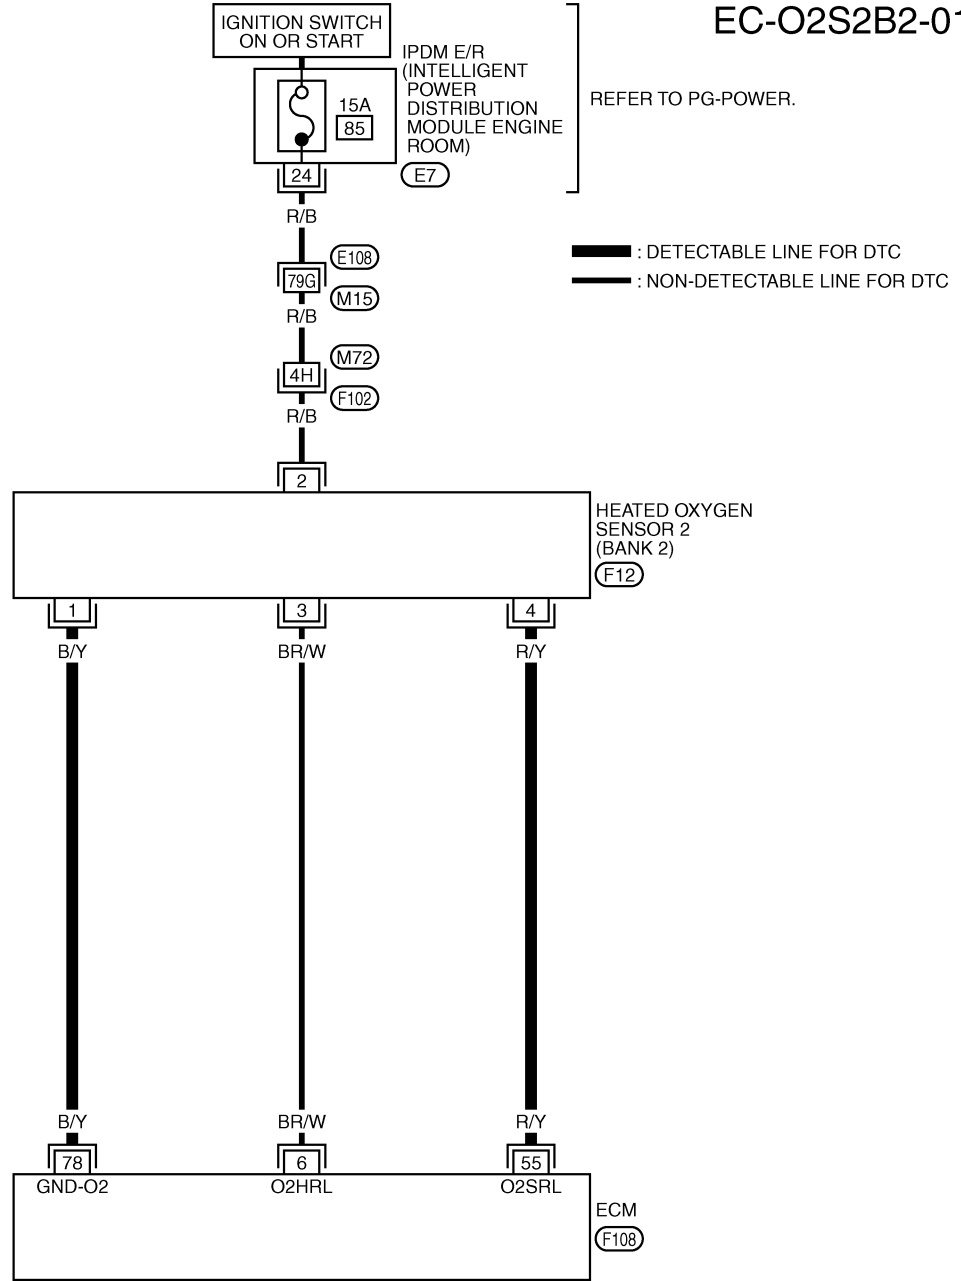 EC-O2S2B2-01
IGNITION SWITCH
ON OR START
IPDM E/R
(INTELLIGENT
POWER
DISTRIBUTION
MODULE ENGINE
ROOM)
15A
85
E7
REFER TO PG-POWER.
24
R/B
: DETECTABLE LINE FOR DTC
: NON-DETECTABLE LINE FOR DTC
E108
79G
M15
R/B
M72
4H
F102
R/B
2
HEATED OXYGEN
SENSOR 2
(BANK 2)
F12
1 3 4
B/Y BR/W R/Y
B/Y BR/W R/Y
78 6 55
GND-O2 O2HRL O2SRL
ECM
F108